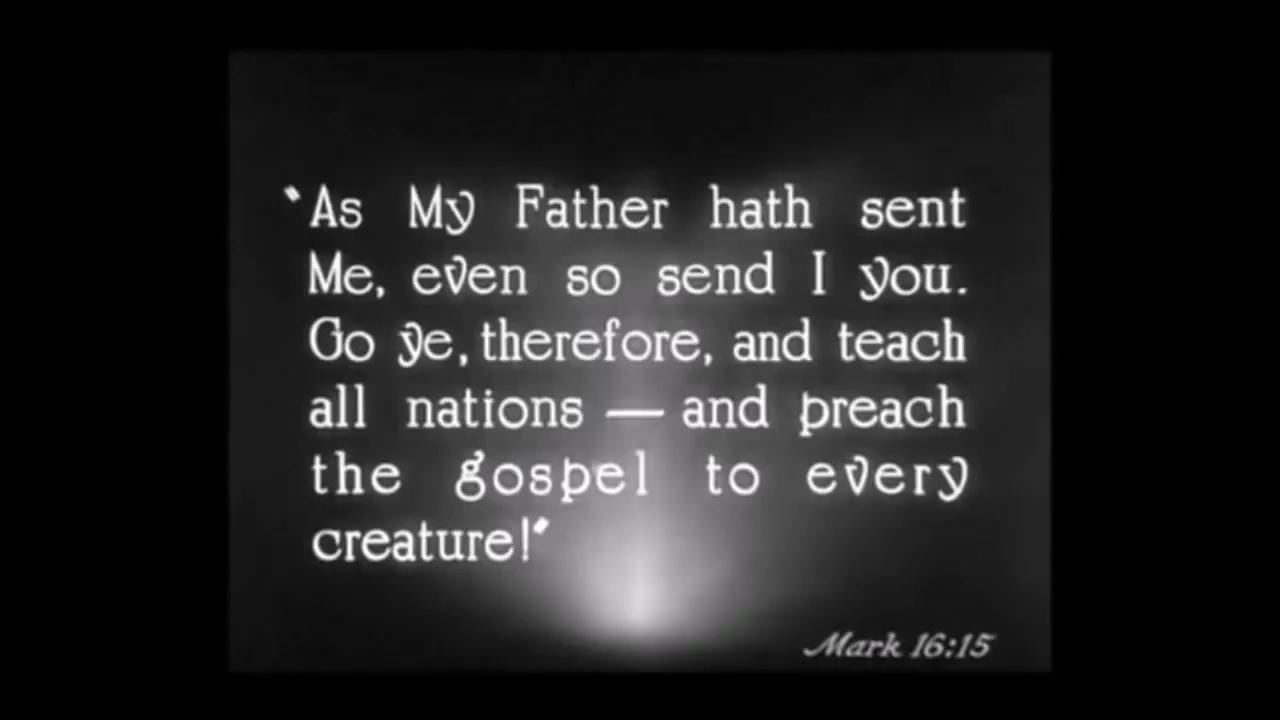 "As My Father hath sent
Me, even so send I you.
Go ye, therefore, and teach
all nations — and preach
the gospel to every
creature!"
Mark 16:15